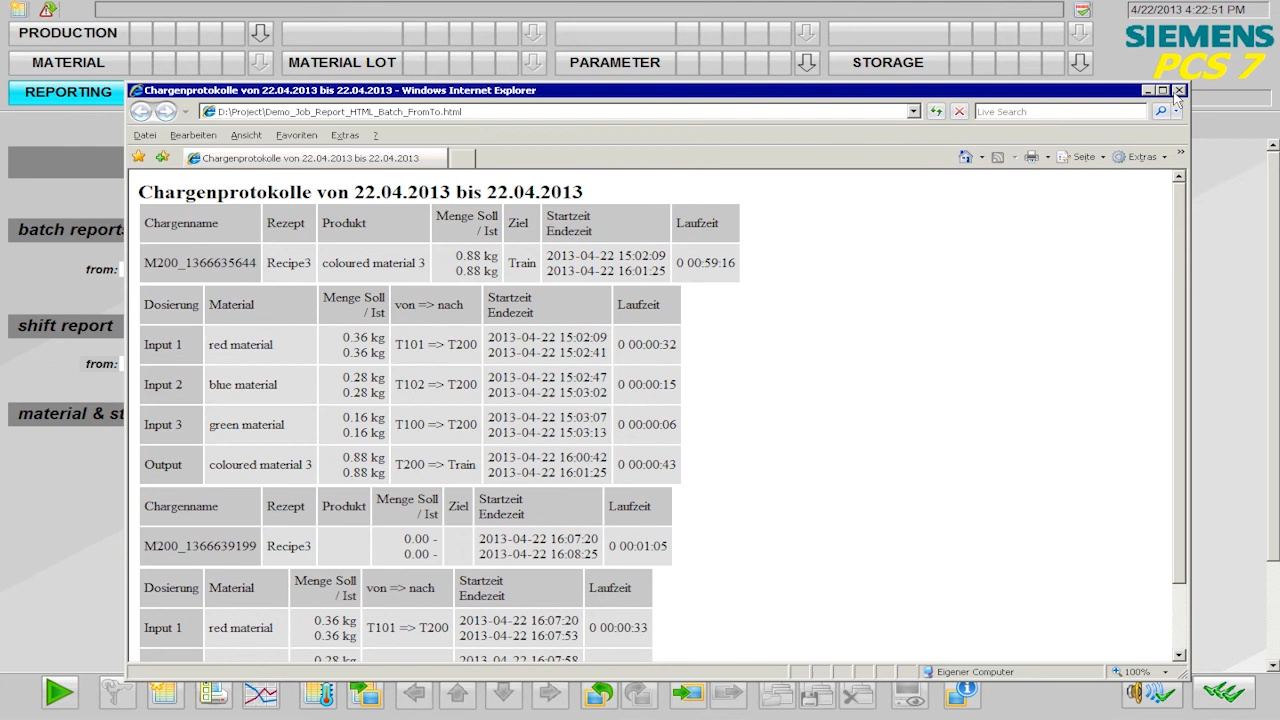 4/22/2013 4:22:51 PM
PRODUCTION
MATERIAL
MATERIAL LOT
PARAMETER
STORAGE
SIEMENS
PCS 7
REPORTING
Chargenprotokolle von 22.04.2013 bis 22.04.2013 - Windows Internet Explorer
D:\Project\Demo_Job_Report_HTML_Batch_FromTo.html
Live Search
Datei Bearbeiten Ansicht Favoriten Extras ?
Chargenprotokolle von 22.04.2013 bis 22.04.2013
Seite Extras
batch reports
from:
shift report
from:
material & st
Chargenprotokolle von 22.04.2013 bis 22.04.2013
Chargenname Rezept Produkt Menge Soll / Ist Ziel Startzeit Endezeit Laufzeit
M200_1366635644 Recipe3 coloured material 3 0.88 kg 0.88 kg Train 2013-04-22 15:02:09 2013-04-22 16:01:25 0 00:59:16
Dosierung Material Menge Soll / Ist von => nach Startzeit Endezeit Laufzeit
Input 1 red material 0.36 kg 0.36 kg T101 => T200 2013-04-22 15:02:09 2013-04-22 15:02:41 0 00:00:32
Input 2 blue material 0.28 kg 0.28 kg T102 => T200 2013-04-22 15:02:47 2013-04-22 15:03:02 0 00:00:15
Input 3 green material 0.16 kg 0.16 kg T100 => T200 2013-04-22 15:03:07 2013-04-22 15:03:13 0 00:00:06
Output coloured material 3 0.88 kg 0.88 kg T200 => Train 2013-04-22 16:00:42 2013-04-22 16:01:25 0 00:00:43
Chargenname Rezept Produkt Menge Soll / Ist Ziel Startzeit Endezeit Laufzeit
M200_1366639199 Recipe3 0.00 - 0.00 - 2013-04-22 16:07:20 2013-04-22 16:08:25 0 00:01:05
Dosierung Material Menge Soll / Ist von => nach Startzeit Endezeit Laufzeit
Input 1 red material 0.36 kg 0.36 kg T101 => T200 2013-04-22 16:07:20 2013-04-22 16:07:53 0 00:00:33
0.28 kg 2013-04-22 16:07:58
Eigener Computer
100%